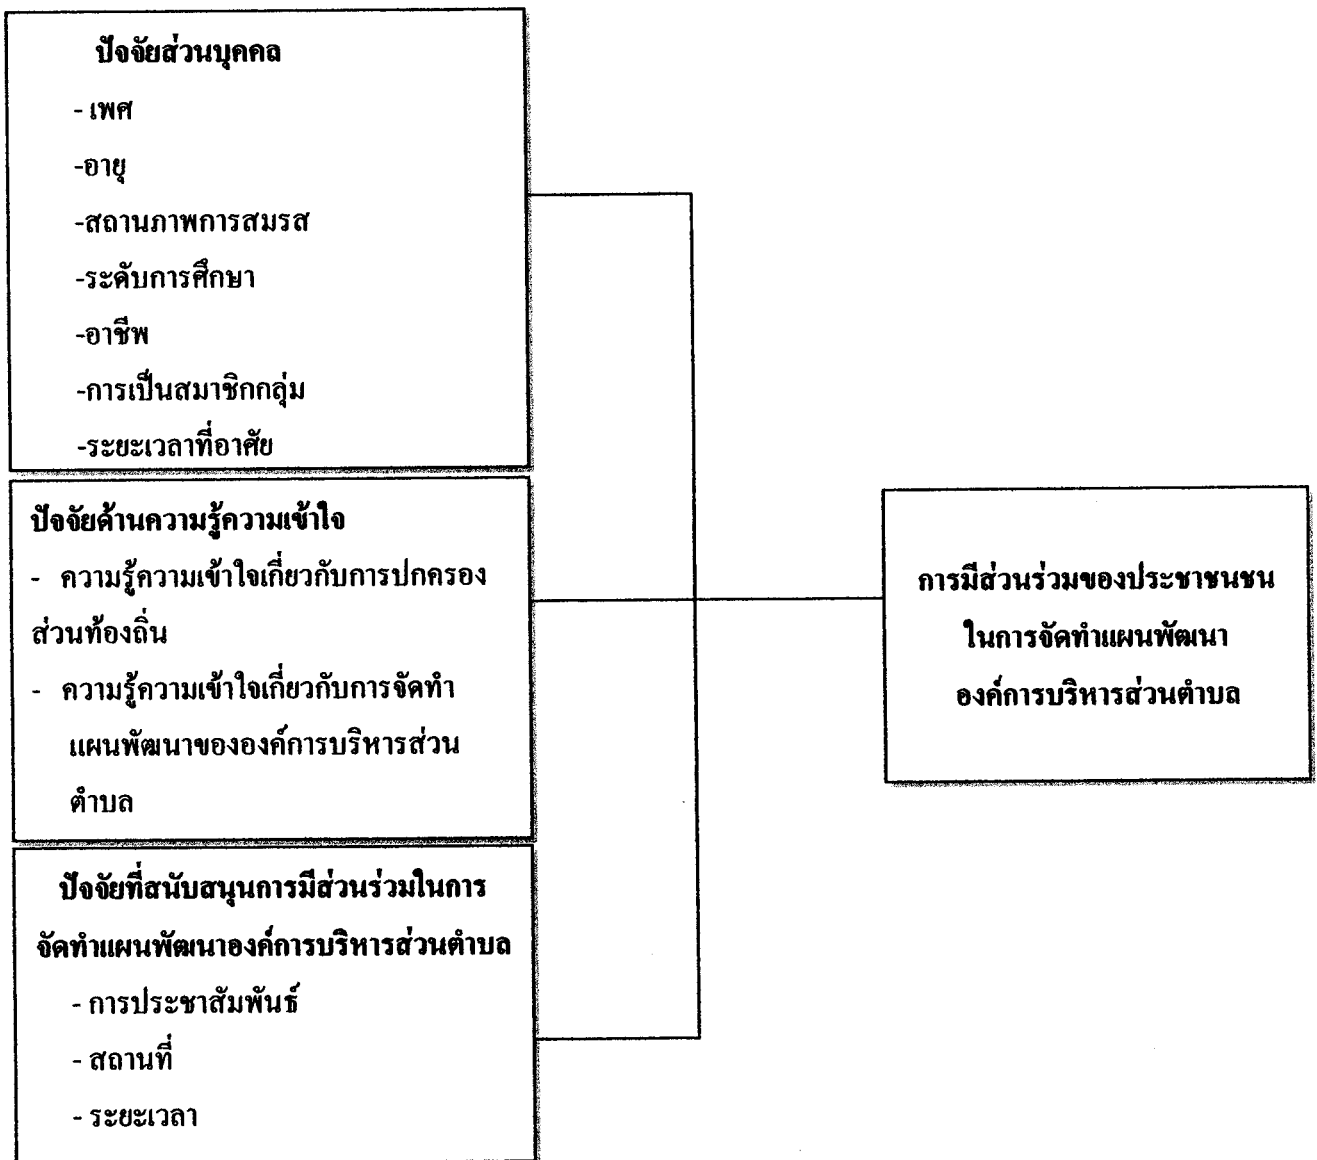 ปัจจัยส่วนบุคคล
- เพศ
-อายุ
-สถานภาพการสมรส
-ระดับการศึกษา
-อาชีพ
-การเป็นสมาชิกกลุ่ม
-ระยะเวลาที่อาศัย
ปัจจัยด้านความรู้ความเข้าใจ
- ความรู้ความเข้าใจเกี่ยวกับการปกครอง
ส่วนท้องถิ่น
- ความรู้ความเข้าใจเกี่ยวกับการจัดทำ
แผนพัฒนาขององค์การบริหารส่วน
ตำบล
ปัจจัยที่สนับสนุนการมีส่วนร่วมในการ
จัดทำแผนพัฒนาองค์การบริหารส่วนตำบล
- การประชาสัมพันธ์
- สถานที่
- ระยะเวลา
การมีส่วนร่วมของประชาชนชน
ในการจัดทำแผนพัฒนา
องค์การบริหารส่วนตำบล